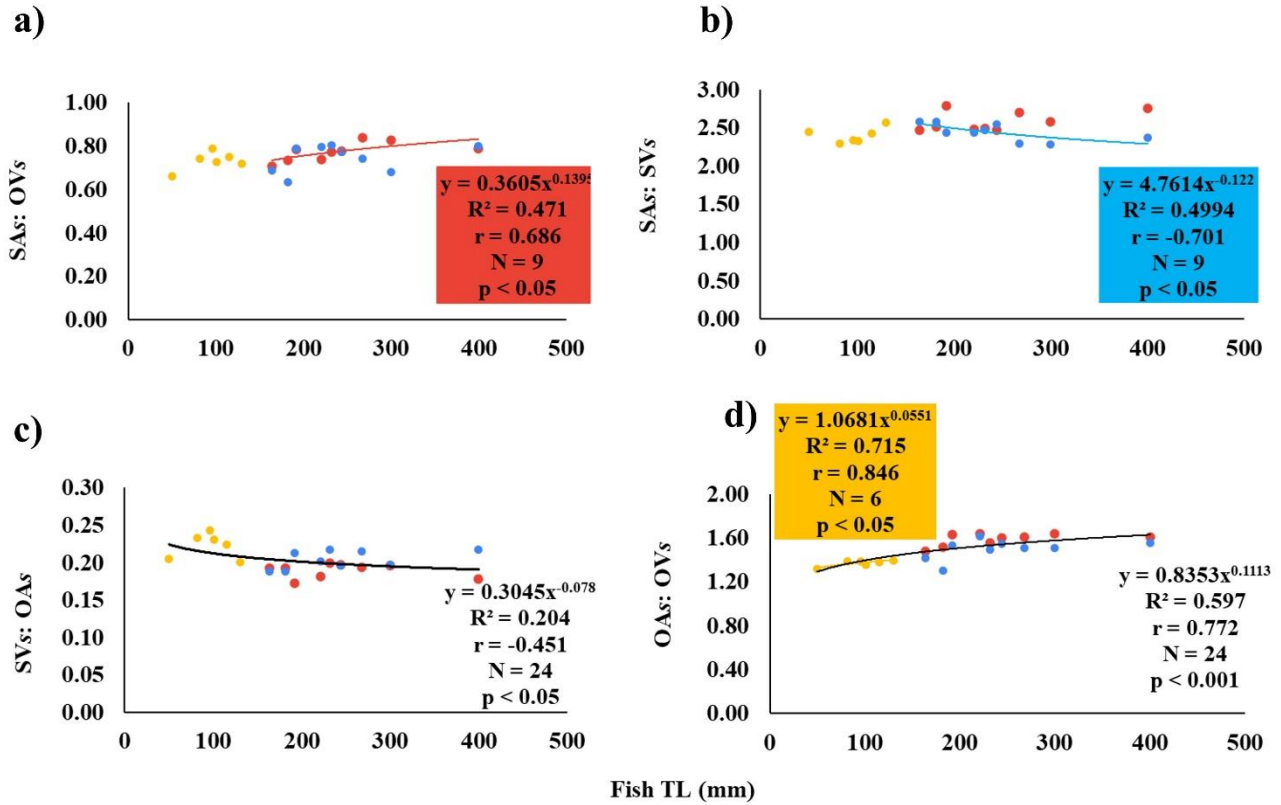 a)
SAs: OVs
1.00
0.80
0.60
0.40
0.20
0.00
0 100 200 300 400 500
y = 0.3605x^0.1395
R² = 0.471
r = 0.686
N = 9
p < 0.05
b)
SAs: SVs
3.00
2.50
2.00
1.50
1.00
0.50
0.00
0 100 200 300 400 500
y = 4.7614x^-0.122
R² = 0.4994
r = -0.701
N = 9
p < 0.05
c)
SVs: OAs
0.30
0.25
0.20
0.15
0.10
0.05
0.00
0 100 200 300 400 500
y = 0.3045x^-0.078
R² = 0.204
r = -0.451
N = 24
p < 0.05
d)
y = 1.0681x^0.0551
R² = 0.715
r = 0.846
N = 6
p < 0.05
OAs: OVs
2.00
1.60
1.20
0.80
0.40
0.00
0 100 200 300 400 500
y = 0.8353x^0.1113
R² = 0.597
r = 0.772
N = 24
p < 0.001
Fish TL (mm)